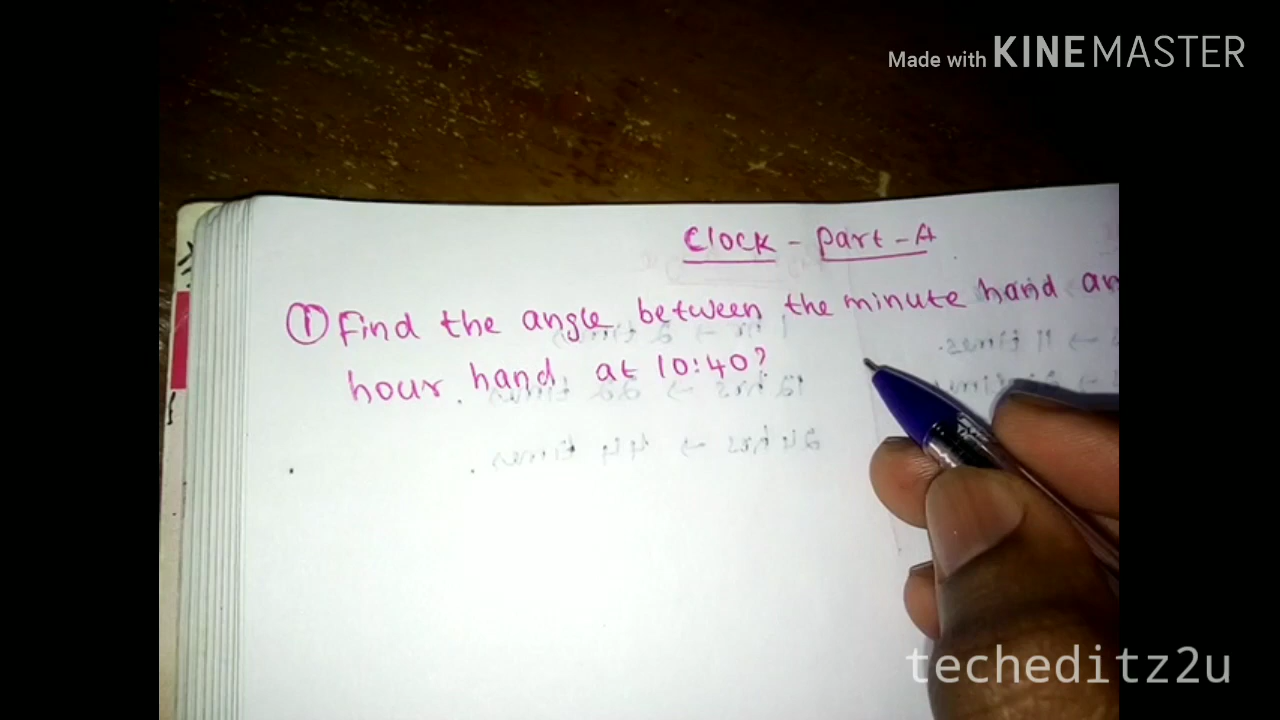 Made with KINEMASTER
Clock - Part - A
① Find the angle between the minute hand an
hour hand at 10:40?
techeditz2u